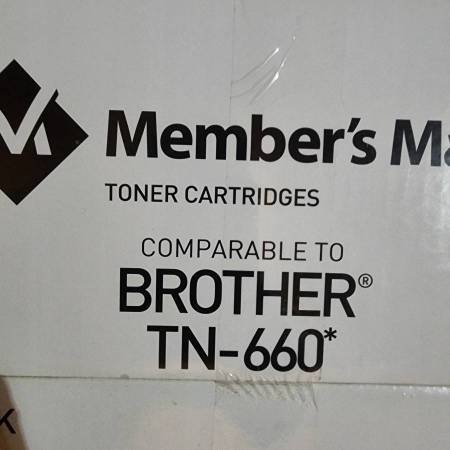 Member's Ma
TONER CARTRIDGES
COMPARABLE TO
BROTHER®
TN-660*
K